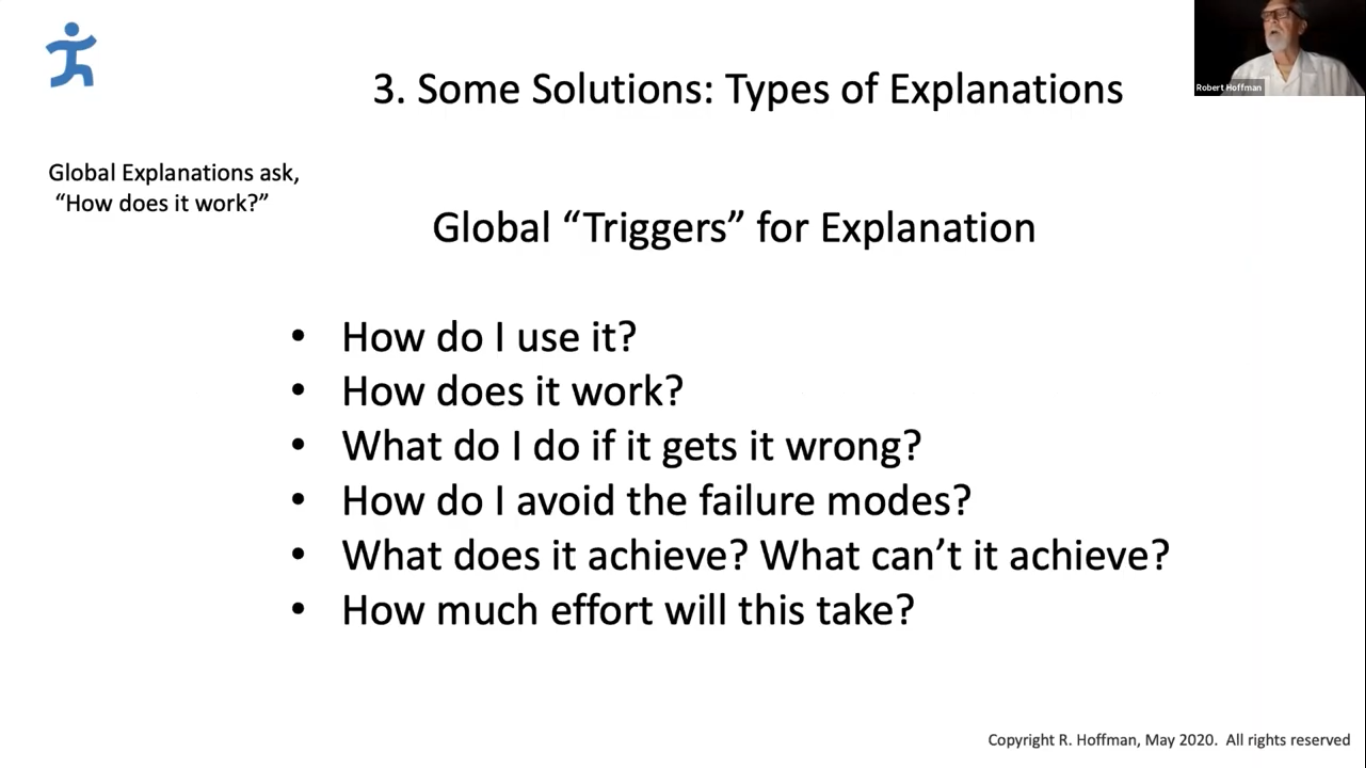 Robert Hoffman
3. Some Solutions: Types of Explanations
Global Explanations ask,
“How does it work?”
Global “Triggers” for Explanation
• How do I use it?
• How does it work?
• What do I do if it gets it wrong?
• How do I avoid the failure modes?
• What does it achieve? What can’t it achieve?
• How much effort will this take?
Copyright R. Hoffman, May 2020. All rights reserved